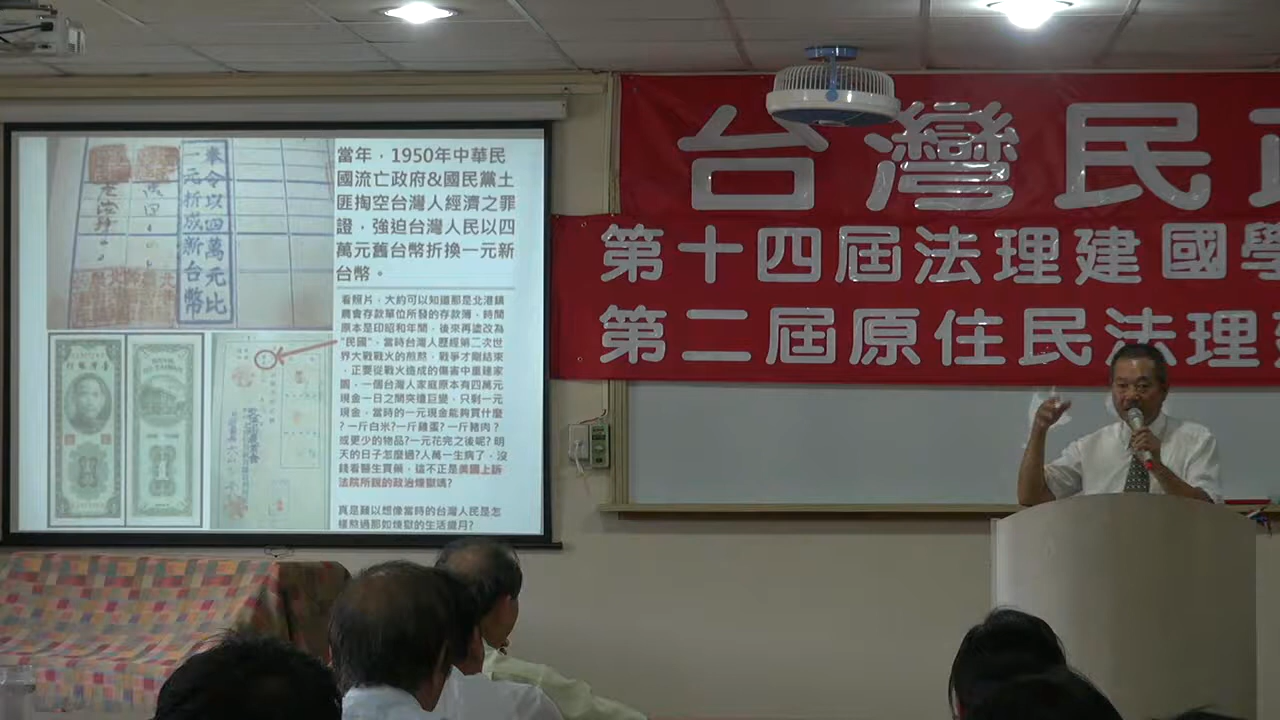 台灣民
第十四屆法理建國學
第二屆原住民法理
當年，1950年中華民
國流亡政府&國民黨土
匪掏空台灣人經濟之罪
證，強迫台灣人民以四
萬元舊台幣折換一元新
台幣。
奉令以四萬元比
一元折成新台幣
看照片，大約可以知道那是北港鎮
農會存款單位所發的存款簿，時間
原本是印昭和年間，後來再塗改為
"民國"，當時台灣人歷經第二次世
界大戰戰火的煎熬，戰爭才剛結束
，正要從戰火造成的傷害中重建家
園，一個台灣人家庭原本有四萬元
現金一日之間突遭巨變，只剩一元
現金，當時的一元現金能夠買什麼
？一斤白米?一斤雞蛋? 一斤豬肉？
或更少的物品?一元花完之後呢? 明
天的日子怎麼過?人萬一生病了，沒
錢看醫生買藥，這不正是美國上訴
法院所說的政治煉獄嗎?
真是難以想像當時的台灣人民是怎
樣熬過那如煉獄的生活歲月?